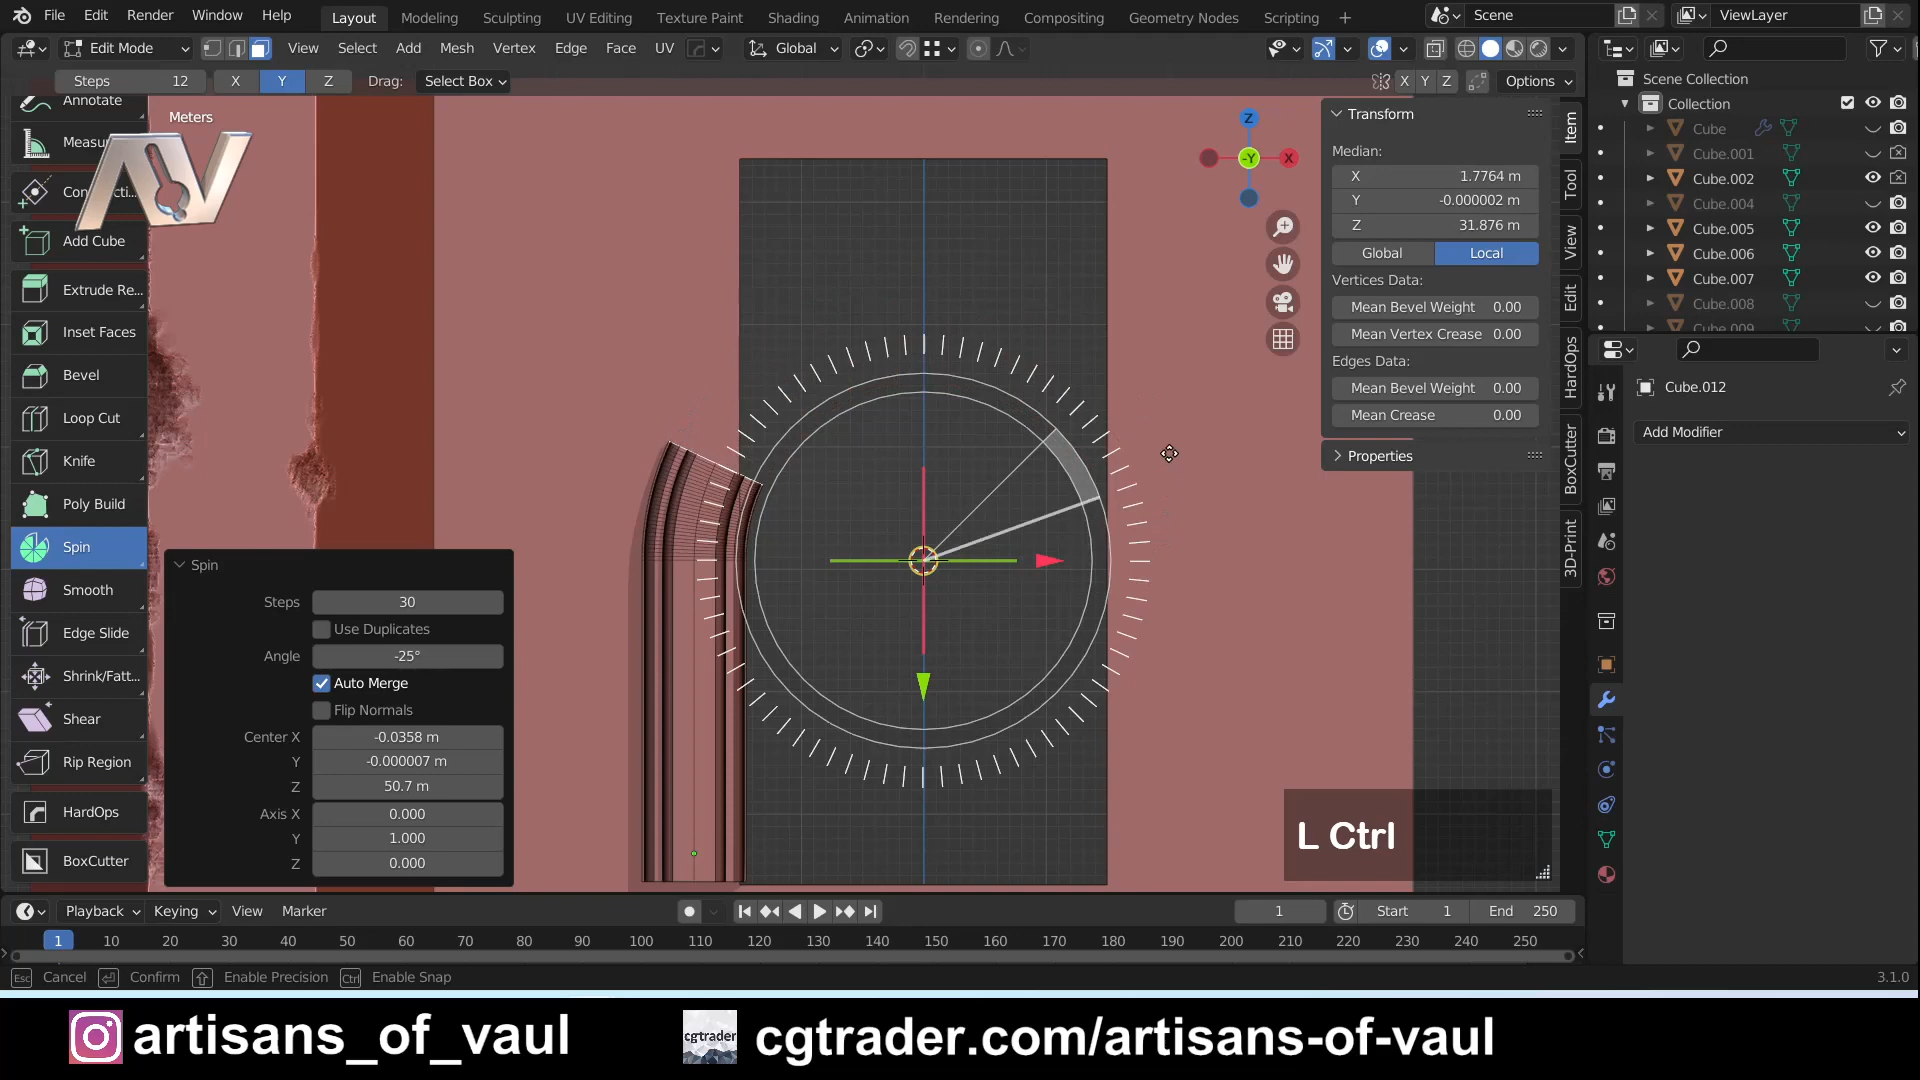 File Edit Render Window Help Layout Modeling Sculpting UV Editing Texture Paint Shading Animation Rendering Compositing Geometry Nodes Scripting + Scene ViewLayer
Edit Mode View Select Add Mesh Vertex Edge Face UV Global
Steps 12 X Y Z Drag: Select Box X Y Z Options
Meters
AV
Annotate
Measu
Add Cube
Extrude Re...
Inset Faces
Bevel
Loop Cut
Knife
Poly Build
Spin
Smooth
Edge Slide
Shrink/Fatt...
Shear
Rip Region
HardOps
BoxCutter
Spin
Steps 30
Use Duplicates
Angle -25°
Auto Merge
Flip Normals
Center X -0.0358 m
Y -0.000007 m
Z 50.7 m
Axis X 0.000
Y 1.000
Z 0.000
Z
-Y X
Transform
Median:
X 1.7764 m
Y -0.000002 m
Z 31.876 m
Global Local
Vertices Data:
Mean Bevel Weight 0.00
Mean Vertex Crease 0.00
Edges Data:
Mean Bevel Weight 0.00
Mean Crease 0.00
Properties
Item
Tool
View
Edit
HardOps
BoxCutter
3D-Print
L Ctrl
Scene Collection
Collection
Cube
Cube.001
Cube.002
Cube.004
Cube.005
Cube.006
Cube.007
Cube.008
Cube.009
Cube.012
Add Modifier
Playback Keying View Marker 1 Start 1 End 250
1 10 20 30 40 50 60 70 80 90 100 110 120 130 140 150 160 170 180 190 200 210 220 230 240 250
Esc Cancel Confirm Enable Precision Ctrl Enable Snap 3.1.0
artisans_of_vaul cgtrader cgtrader.com/artisans-of-vaul